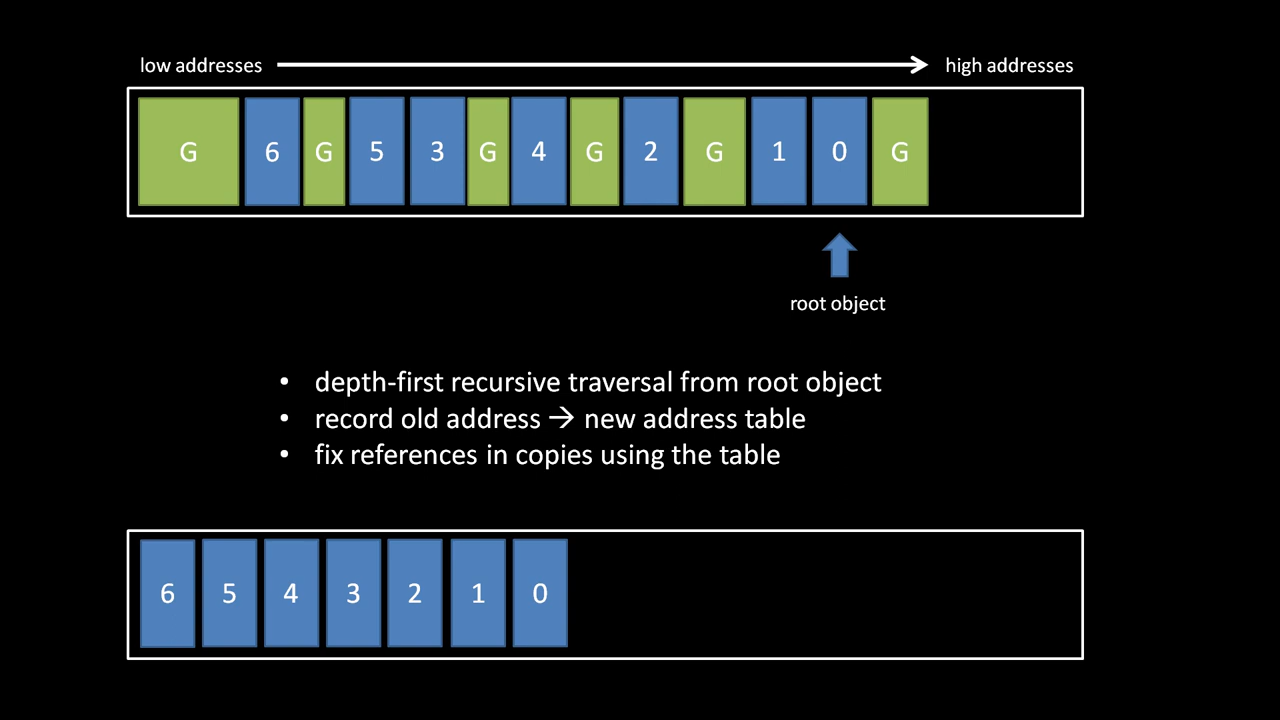 low addresses high addresses
G 6 G 5 3 G 4 G 2 G 1 0 G
root object
• depth-first recursive traversal from root object
• record old address → new address table
• fix references in copies using the table
6 5 4 3 2 1 0